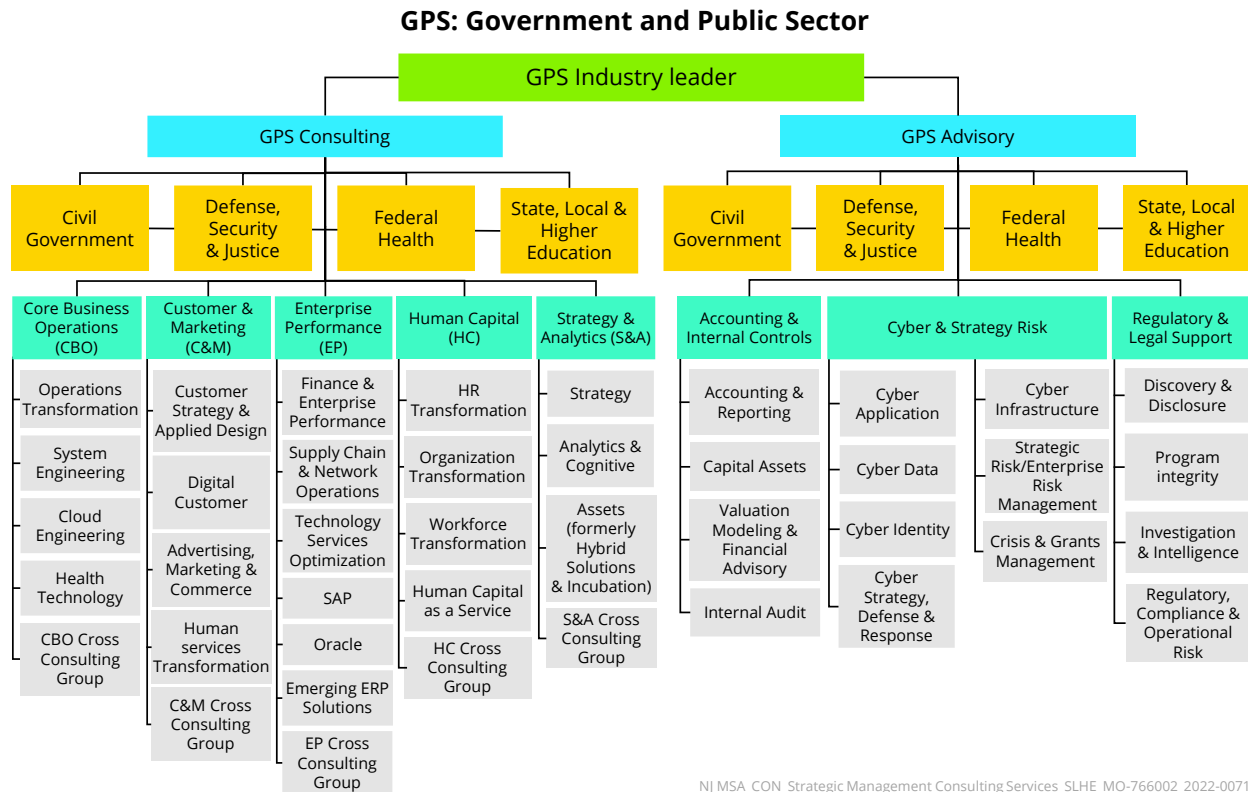 GPS: Government and Public Sector
GPS Industry leader
GPS Consulting
GPS Advisory
Civil
Government
Defense,
Security
& Justice
Federal
Health
State, Local &
Higher
Education
Civil
Government
Defense,
Security
& Justice
Federal
Health
State, Local
& Higher
Education
Core Business
Operations
(CBO)
Customer &
Marketing
(C&M)
Enterprise
Performance
(EP)
Human Capital
(HC)
Strategy &
Analytics (S&A)
Accounting &
Internal Controls
Cyber & Strategy Risk
Regulatory &
Legal Support
Operations
Transformation
System
Engineering
Cloud
Engineering
Health
Technology
CBO Cross
Consulting
Group
Customer
Strategy &
Applied Design
Digital
Customer
Advertising,
Marketing &
Commerce
Human
services
Transformation
C&M Cross
Consulting
Group
Finance &
Enterprise
Performance
Supply Chain
& Network
Operations
Technology
Services
Optimization
SAP
Oracle
Emerging ERP
Solutions
EP Cross
Consulting
Group
HR
Transformation
Organization
Transformation
Workforce
Transformation
Human Capital
as a Service
HC Cross
Consulting
Group
Strategy
Analytics &
Cognitive
Assets
(formerly
Hybrid
Solutions
& Incubation)
S&A Cross
Consulting
Group
Accounting &
Reporting
Capital Assets
Valuation
Modeling &
Financial
Advisory
Internal Audit
Cyber
Application
Cyber Data
Cyber Identity
Cyber
Strategy,
Defense &
Response
Cyber
Infrastructure
Strategic
Risk/Enterprise
Risk
Management
Crisis & Grants
Management
Discovery &
Disclosure
Program
integrity
Investigation
& Intelligence
Regulatory,
Compliance &
Operational
Risk
NJ MSA_CON_Strategic Management Consulting Services_SLHE_MO-766002_2022-0071